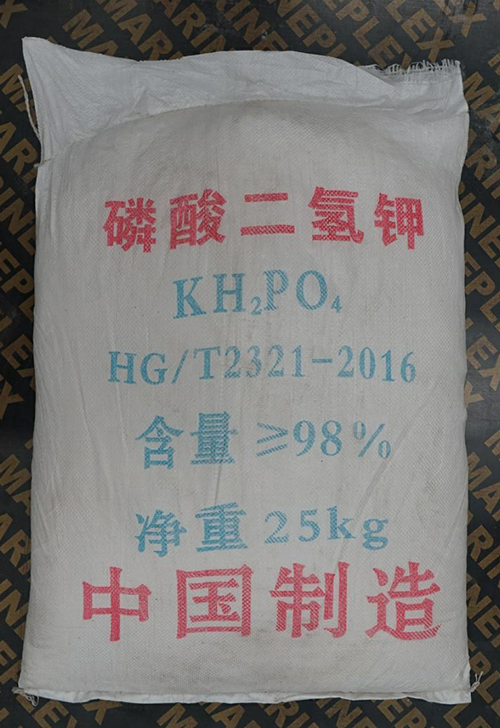 磷酸二氢钾
KH₂PO₄
HG/T2321-2016
含量≥98%
净重25kg
中国制造
MARINEPLEX